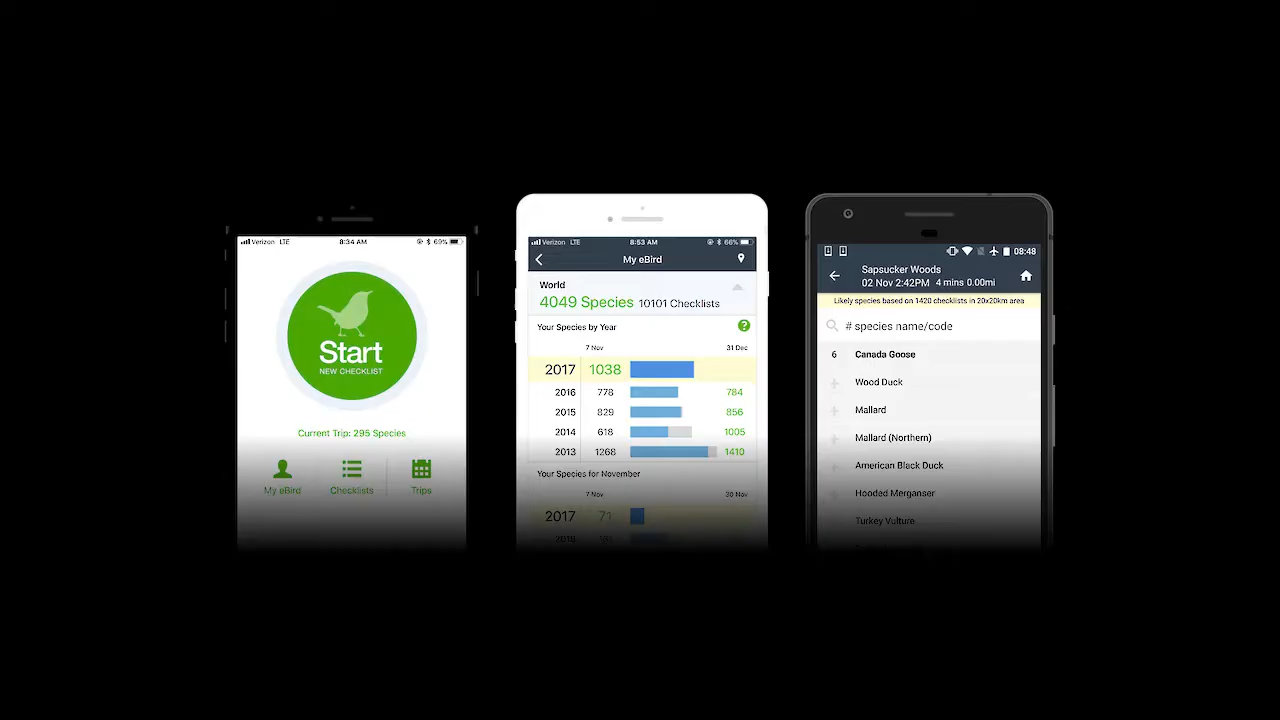 Verizon LTE 8:34 AM 69%
Start
NEW CHECKLIST
Current Trip: 295 Species
My eBird Checklists Trips
Verizon LTE 8:53 AM 66%
My eBird
World
4049 Species 10101 Checklists
Your Species by Year
7 Nov 31 Dec
2017 1038
2016 778 784
2015 829 856
2014 618 1005
2013 1268 1410
Your Species for November
7 Nov 30 Nov
2017 71
08:48
Sapsucker Woods
02 Nov 2:42PM 4 mins 0.00mi
Likely species based on 1420 checklists in 20x20km area
# species name/code
6 Canada Goose
Wood Duck
Mallard
Mallard (Northern)
American Black Duck
Hooded Merganser
Turkey Vulture